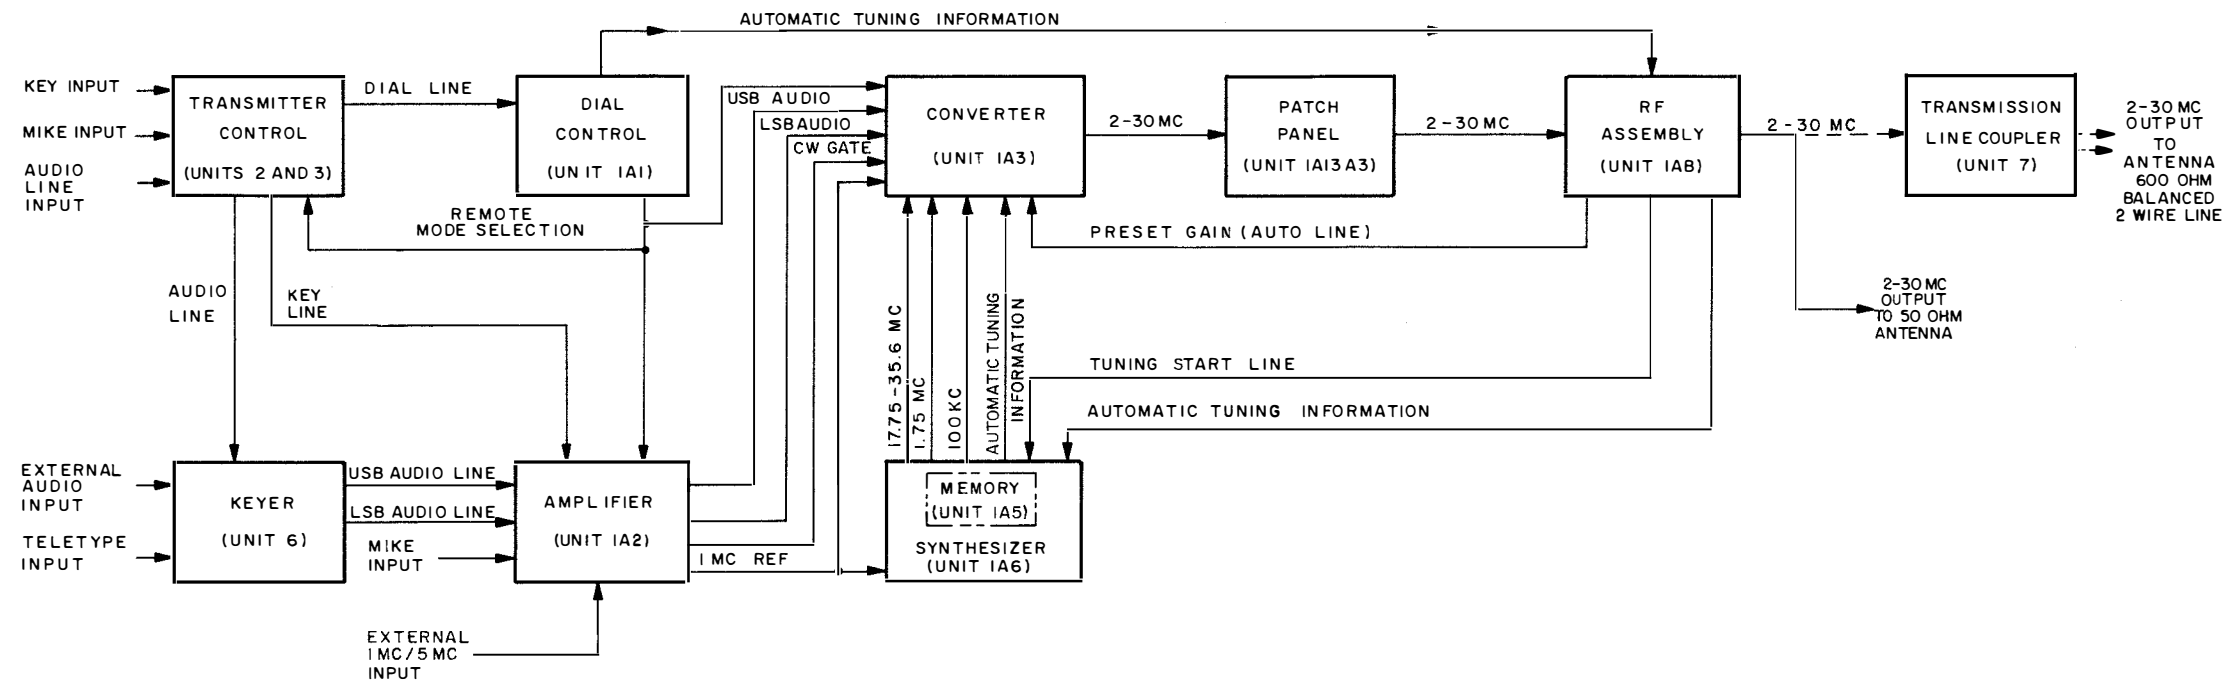 AUTOMATIC TUNING INFORMATION
KEY INPUT
MIKE INPUT
AUDIO
LINE
INPUT
TRANSMITTER
CONTROL
(UNITS 2 AND 3)
DIAL LINE
DIAL
CONTROL
(UNIT 1A1)
USB AUDIO
LSB AUDIO
CW GATE
CONVERTER
(UNIT 1A3)
2-30 MC
PATCH
PANEL
(UNIT 1A13A3)
2-30 MC
RF
ASSEMBLY
(UNIT 1A8)
2-30 MC
TRANSMISSION
LINE COUPLER
(UNIT 7)
2-30 MC
OUTPUT
TO
ANTENNA
600 OHM
BALANCED
2 WIRE LINE
REMOTE
MODE SELECTION
PRESET GAIN (AUTO LINE)
AUDIO
LINE
KEY
LINE
17.75-35.6 MC
1.75 MC
100KC
AUTOMATIC TUNING
INFORMATION
2-30 MC
OUTPUT
TO 50 OHM
ANTENNA
TUNING START LINE
AUTOMATIC TUNING INFORMATION
EXTERNAL
AUDIO
INPUT
TELETYPE
INPUT
KEYER
(UNIT 6)
USB AUDIO LINE
LSB AUDIO LINE
MIKE
INPUT
AMPLIFIER
(UNIT 1A2)
1 MC REF
MEMORY
(UNIT 1A5)
SYNTHESIZER
(UNIT 1A6)
EXTERNAL
1 MC/5 MC
INPUT